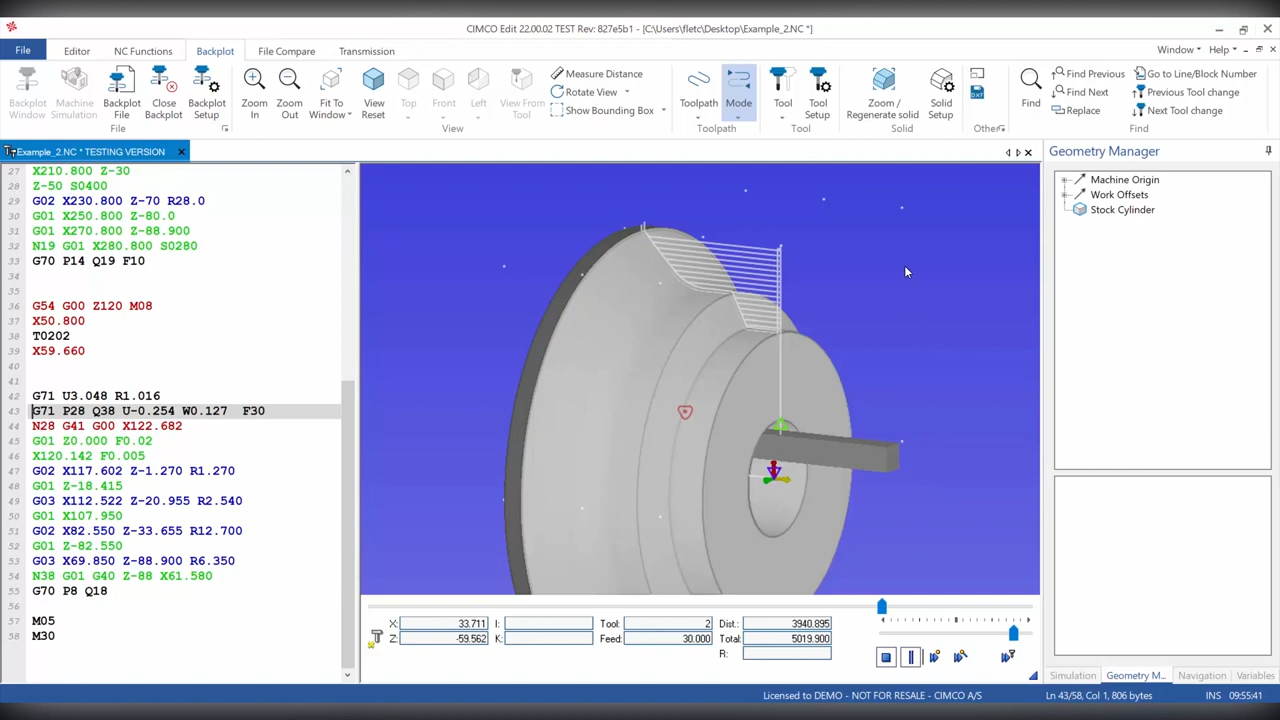 CIMCO Edit 22.00.02 TEST Rev: 827e5b1 - [C:\Users\fletc\Desktop\Example_2.NC *]
File Editor NC Functions Backplot File Compare Transmission Window Help
Backplot Window
Machine Simulation
Backplot File
Close Backplot
Backplot Setup
File
Zoom In
Zoom Out
Fit To Window
View Reset
Top
Front
Left
View From Tool
Measure Distance
Rotate View
Show Bounding Box
View
Toolpath
Mode
Toolpath
Tool
Tool Setup
Tool
Zoom / Regenerate solid
Solid Setup
Solid
Other
Find
Find Previous
Find Next
Replace
Go to Line/Block Number
Previous Tool change
Next Tool change
Find
Example_2.NC * TESTING VERSION
27 X210.800 Z-30
28 Z-50 S0400
29 G02 X230.800 Z-70 R28.0
30 G01 X250.800 Z-80.0
31 G01 X270.800 Z-88.900
32 N19 G01 X280.800 S0280
33 G70 P14 Q19 F10
34
35
36 G54 G00 Z120 M08
37 X50.800
38 T0202
39 X59.660
40
41
42 G71 U3.048 R1.016
43 G71 P28 Q38 U-0.254 W0.127 F30
44 N28 G41 G00 X122.682
45 G01 Z0.000 F0.02
46 X120.142 F0.005
47 G02 X117.602 Z-1.270 R1.270
48 G01 Z-18.415
49 G03 X112.522 Z-20.955 R2.540
50 G01 X107.950
51 G02 X82.550 Z-33.655 R12.700
52 G01 Z-82.550
53 G03 X69.850 Z-88.900 R6.350
54 N38 G01 G40 Z-88 X61.580
55 G70 P8 Q18
56
57 M05
58 M30
X: 33.711 I: Tool: 2 Dist.: 3940.895
Z: -59.562 K: Feed: 30.000 Total: 5019.900
R:
Geometry Manager
Machine Origin
Work Offsets
Stock Cylinder
Simulation Geometry M... Navigation Variables
Licensed to DEMO - NOT FOR RESALE - CIMCO A/S Ln 43/58, Col 1, 806 bytes INS 09:55:41